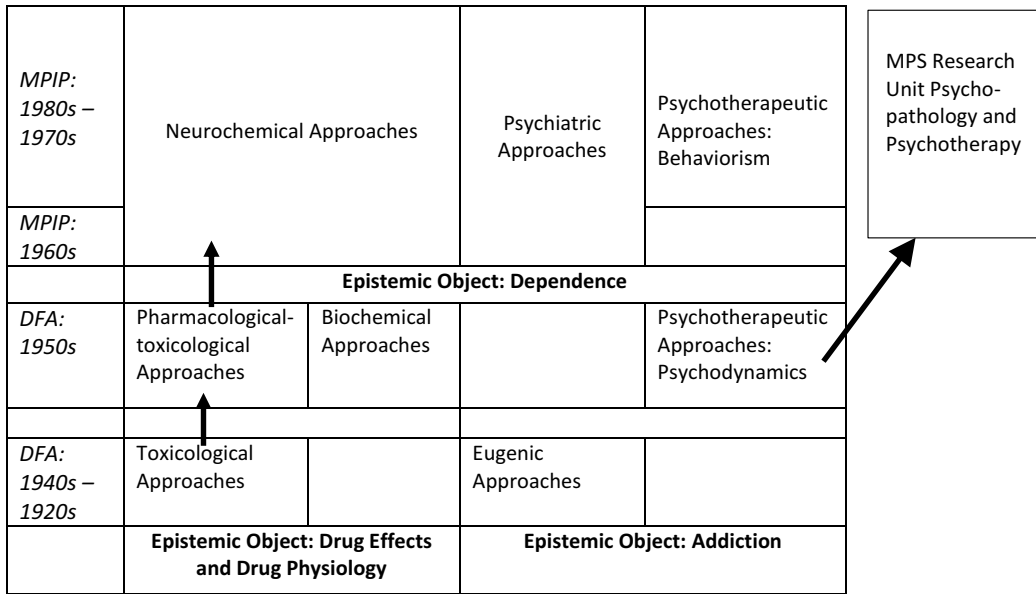 MPIP:
1980s –
1970s
Neurochemical Approaches
Psychiatric
Approaches
Psychotherapeutic
Approaches:
Behaviorism
MPS Research
Unit Psycho-
pathology and
Psychotherapy
MPIP:
1960s
Epistemic Object: Dependence
DFA:
1950s
Pharmacological-
toxicological
Approaches
Biochemical
Approaches
Psychotherapeutic
Approaches:
Psychodynamics
DFA:
1940s –
1920s
Toxicological
Approaches
Eugenic
Approaches
Epistemic Object: Drug Effects
and Drug Physiology
Epistemic Object: Addiction